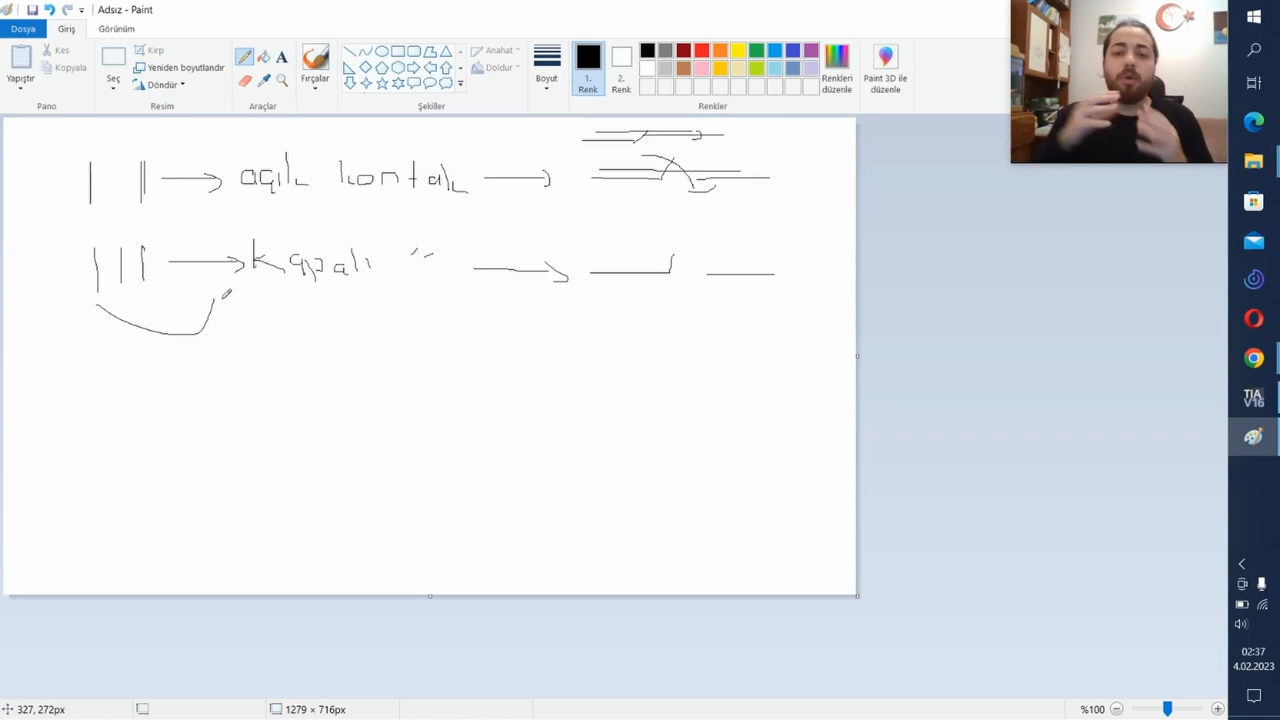 Adsız - Paint
Dosya Giriş Görünüm
Yapıştır Kes Kopyala Seç Kırp Yeniden boyutlandır Döndür Fırçalar Anahat Doldur Boyut 1. Renk 2. Renk Renkleri düzenle Paint 3D ile düzenle
Pano Resim Araçlar Şekiller Renkler
açık kontak
kapalı "
TIA V16
02:37
4.02.2023
327, 272px 1279 × 716px %100